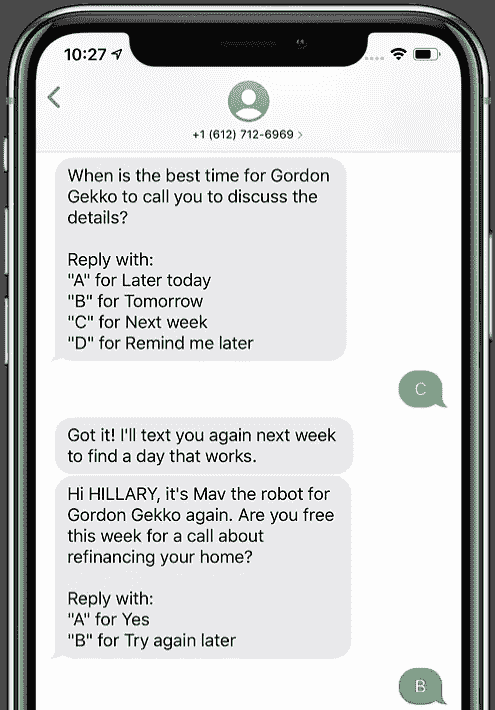 10:27
+1 (612) 712-6969 >
When is the best time for Gordon
Gekko to call you to discuss the
details?
Reply with:
"A" for Later today
"B" for Tomorrow
"C" for Next week
"D" for Remind me later
C
Got it! I'll text you again next week
to find a day that works.
Hi HILLARY, it's Mav the robot for
Gordon Gekko again. Are you free
this week for a call about
refinancing your home?
Reply with:
"A" for Yes
"B" for Try again later
B